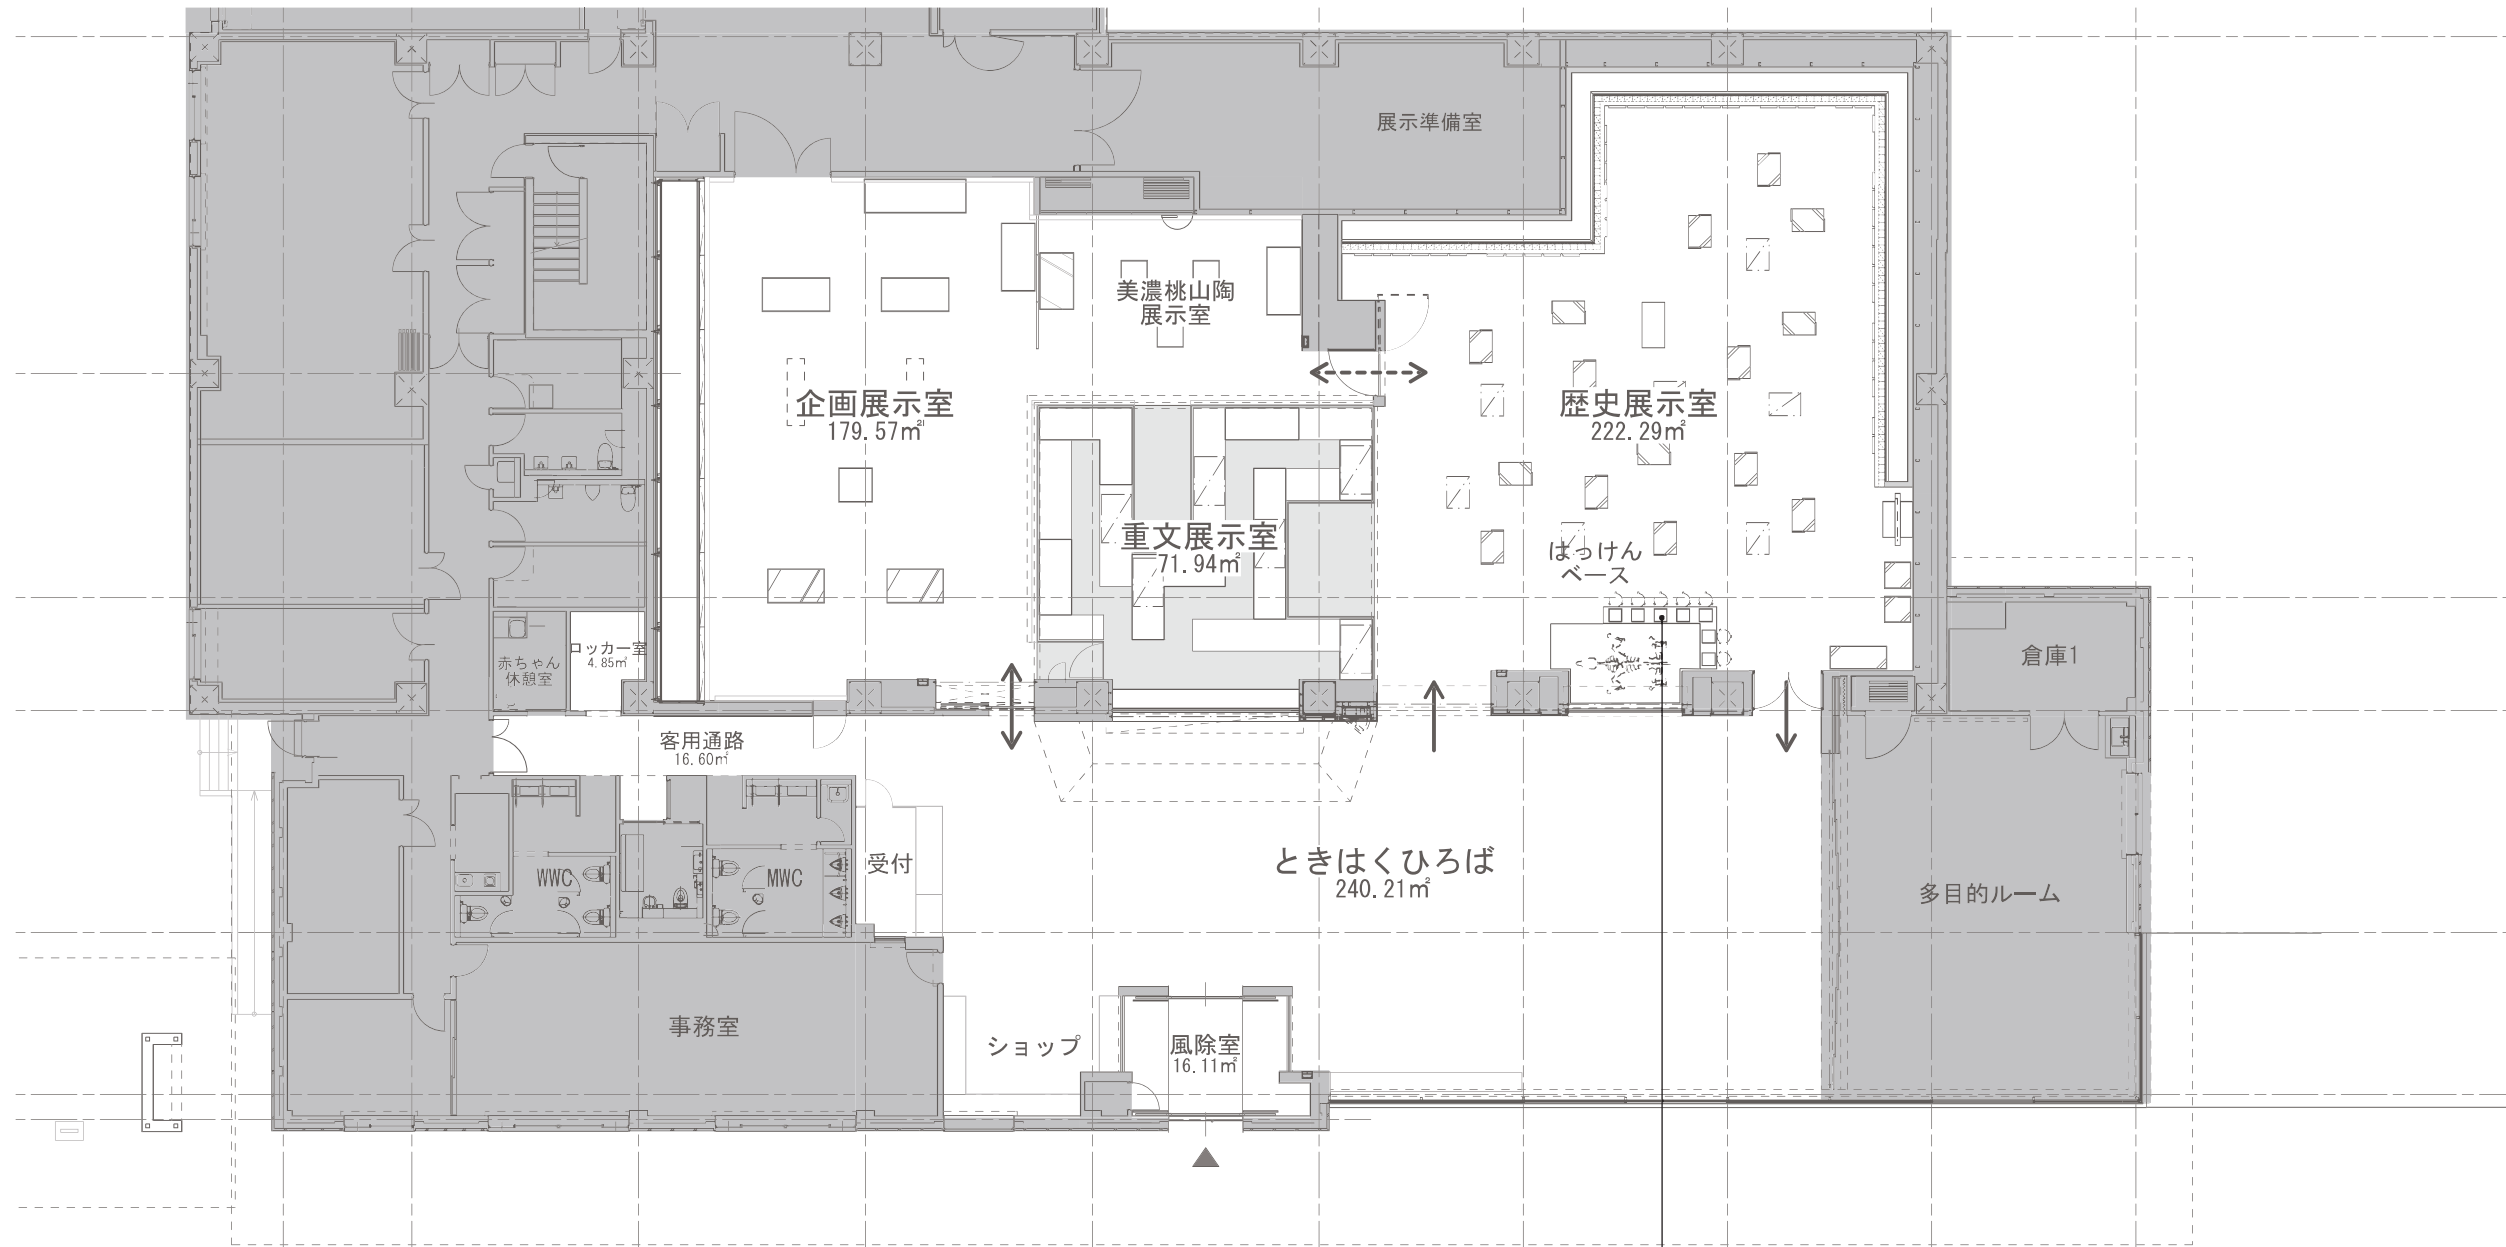 展示準備室
美濃桃山陶
展示室
企画展示室
179.57㎡
歴史展示室
222.29㎡
重文展示室
71.94㎡
はっけん
ベース
赤ちゃん
休憩室
ロッカー室
4.85㎡
倉庫1
客用通路
16.60㎡
WWC
MWC
受付
ときはくひろば
240.21㎡
多目的ルーム
事務室
ショップ
風除室
16.11㎡